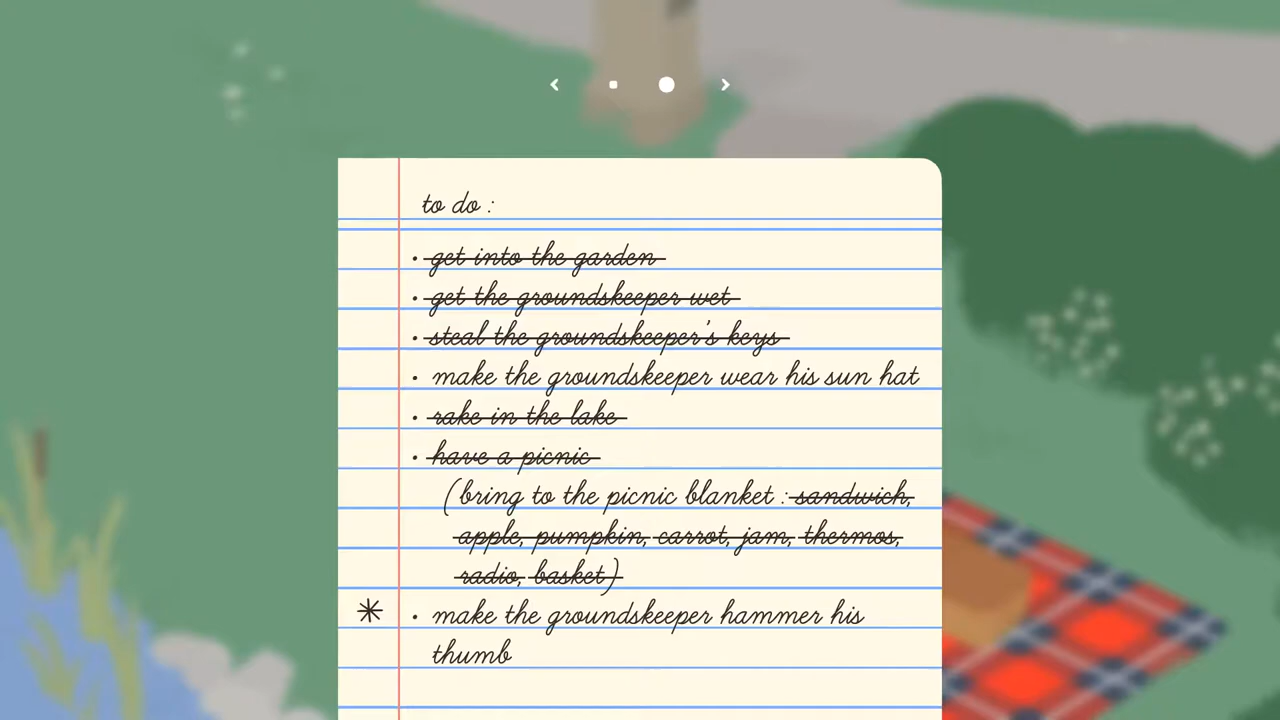 to do :
· get into the garden
· get the groundskeeper wet
· steal the groundskeeper's keys
· make the groundskeeper wear his sun hat
· rake in the lake
· have a picnic
(bring to the picnic blanket : sandwich,
apple, pumpkin, carrot, jam, thermos,
radio, basket)
· make the groundskeeper hammer his
thumb